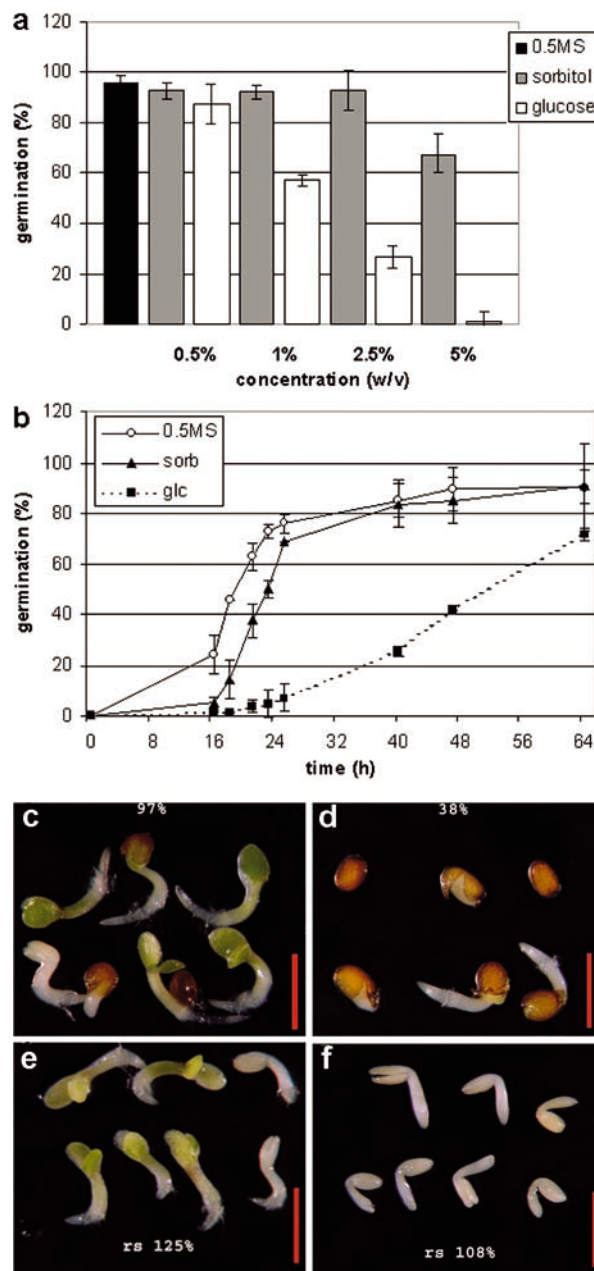 a
120
100
80
60
40
20
0
germination (%)
0.5MS
sorbitol
glucose
0.5% 1% 2.5% 5%
concentration (w/v)
b
120
100
80
60
40
20
0
germination (%)
0.5MS
sorb
glc
0 8 16 24 32 40 48 56 64
time (h)
c
97%
d
38%
e
rs 125%
f
rs 108%